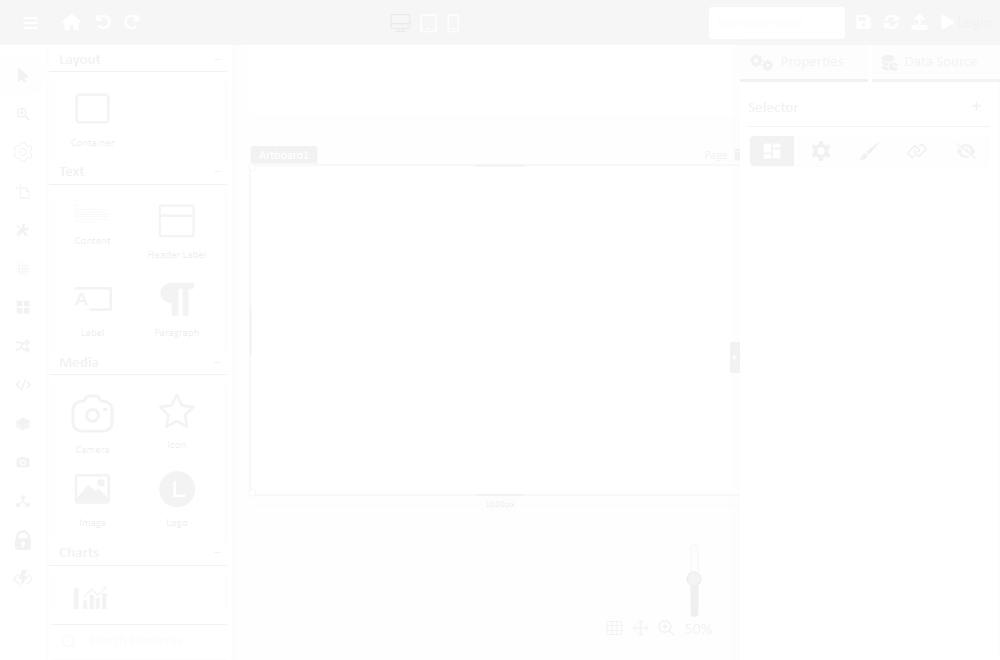 Login
Layout
Container
Text
Content
Header Label
Label
Paragraph
Media
Camera
Icon
Image
L
Logo
Charts
Artboard1
Page
1600px
50%
Properties
Data Source
Selector